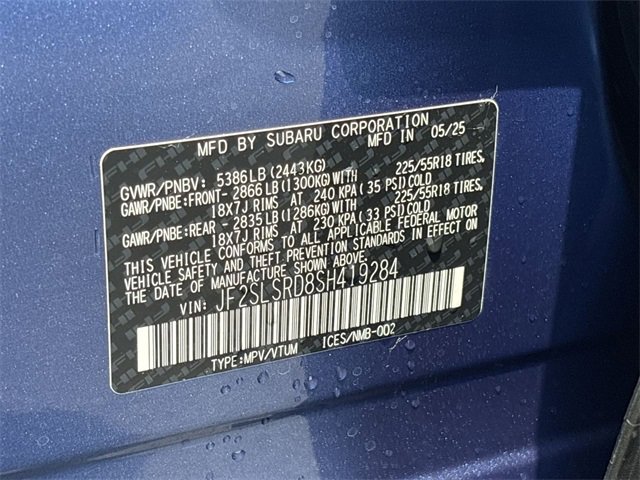 MFD BY SUBARU CORPORATION MFD IN 05/25
GVWR/PNBV: 5386LB(2443KG)
GAWR/PNBE:FRONT- 2866LB(1300KG)WITH 225/55R18 TIRES,
18X7J RIMS AT 240 KPA(35 PSI)COLD
GAWR/PNBE:REAR - 2835LB(1286KG)WITH 225/55R18 TIRES,
18X7J RIMS AT 230 KPA(33 PSI)COLD
THIS VEHICLE CONFORMS TO ALL APPLICABLE FEDERAL MOTOR
VEHICLE SAFETY AND THEFT PREVENTION STANDARDS IN EFFECT ON
THE DATE OF MANUFACTURE SHOWN ABOVE.
VIN: JF2SLSRD8SH419284
TYPE:MPV/VTUM ICES/NMB-002